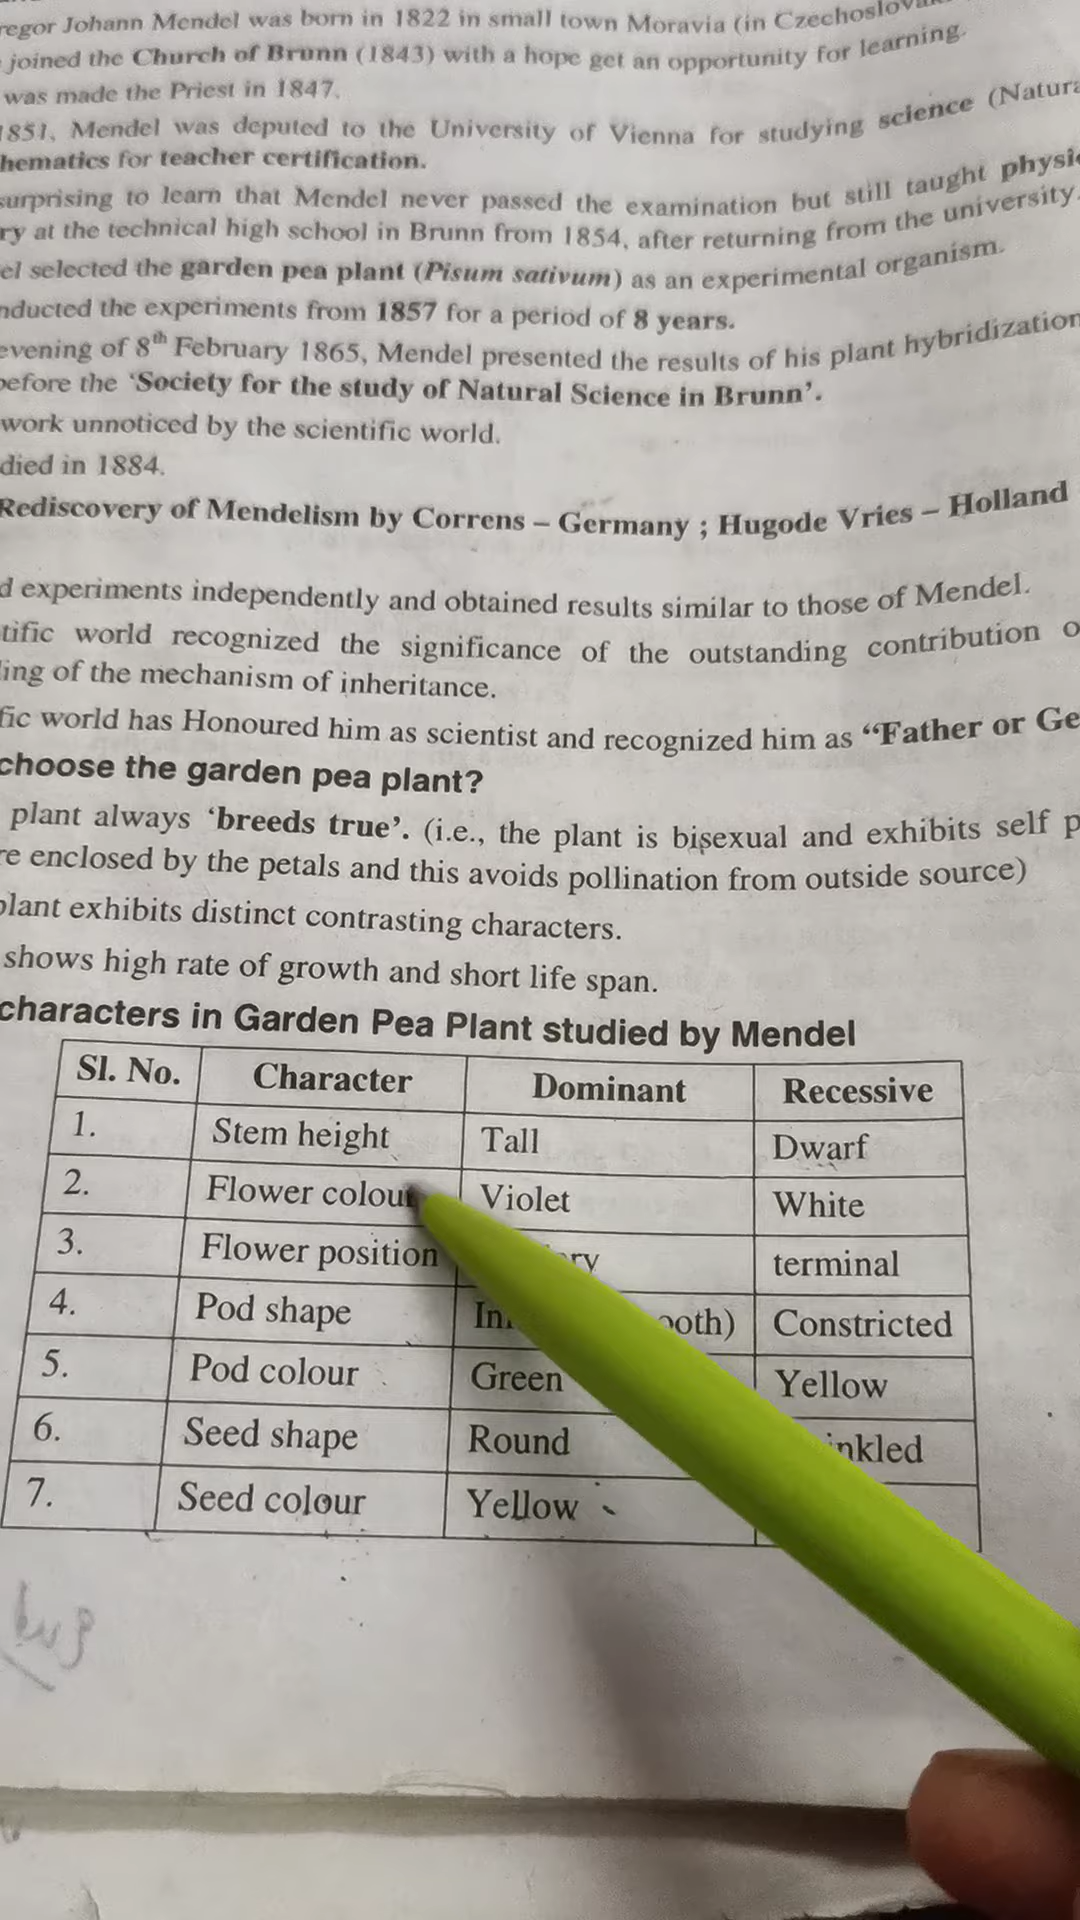 regor Johann Mendel was born in 1822 in small town Moravia (in Czechoslovak
joined the Church of Brunn (1843) with a hope get an opportunity for learning.
was made the Priest in 1847.
1851, Mendel was deputed to the University of Vienna for studying science (Natura
hematics for teacher certification.
surprising to learn that Mendel never passed the examination but still taught physic
ry at the technical high school in Brunn from 1854, after returning from the university.
el selected the garden pea plant (Pisum sativum) as an experimental organism.
nducted the experiments from 1857 for a period of 8 years.
evening of 8th February 1865, Mendel presented the results of his plant hybridization
before the ‘Society for the study of Natural Science in Brunn’.
work unnoticed by the scientific world.
died in 1884.
Rediscovery of Mendelism by Correns – Germany ; Hugode Vries – Holland
d experiments independently and obtained results similar to those of Mendel.
tific world recognized the significance of the outstanding contribution o
ling of the mechanism of inheritance.
fic world has Honoured him as scientist and recognized him as “Father or Ge
choose the garden pea plant?
plant always ‘breeds true’. (i.e., the plant is bisexual and exhibits self p
re enclosed by the petals and this avoids pollination from outside source)
plant exhibits distinct contrasting characters.
shows high rate of growth and short life span.
characters in Garden Pea Plant studied by Mendel
Sl. No. Character Dominant Recessive
1. Stem height Tall Dwarf
2. Flower colour Violet White
3. Flower position ry terminal
4. Pod shape In ooth) Constricted
5. Pod colour Green Yellow
6. Seed shape Round inkled
7. Seed colour Yellow